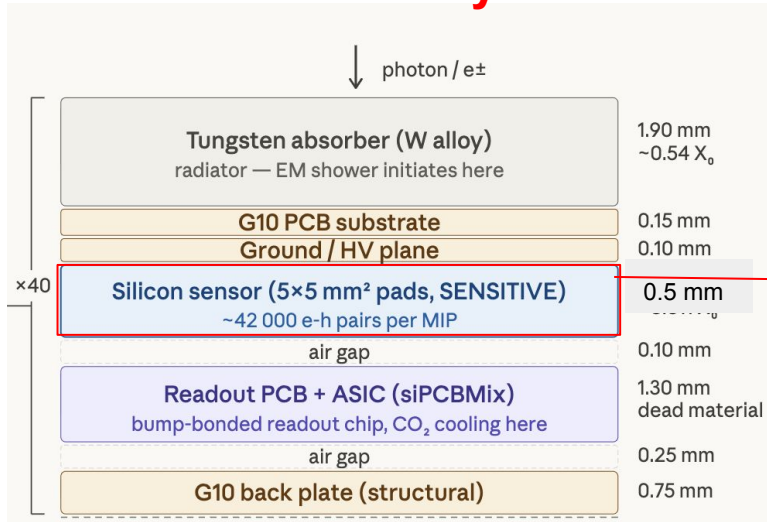 photon / e±
Tungsten absorber (W alloy)
radiator — EM shower initiates here
1.90 mm
~0.54 X₀
G10 PCB substrate
0.15 mm
Ground / HV plane
0.10 mm
×40
Silicon sensor (5×5 mm² pads, SENSITIVE)
~42 000 e-h pairs per MIP
0.5 mm
air gap
0.10 mm
Readout PCB + ASIC (siPCBMix)
bump-bonded readout chip, CO₂ cooling here
1.30 mm
dead material
air gap
0.25 mm
G10 back plate (structural)
0.75 mm